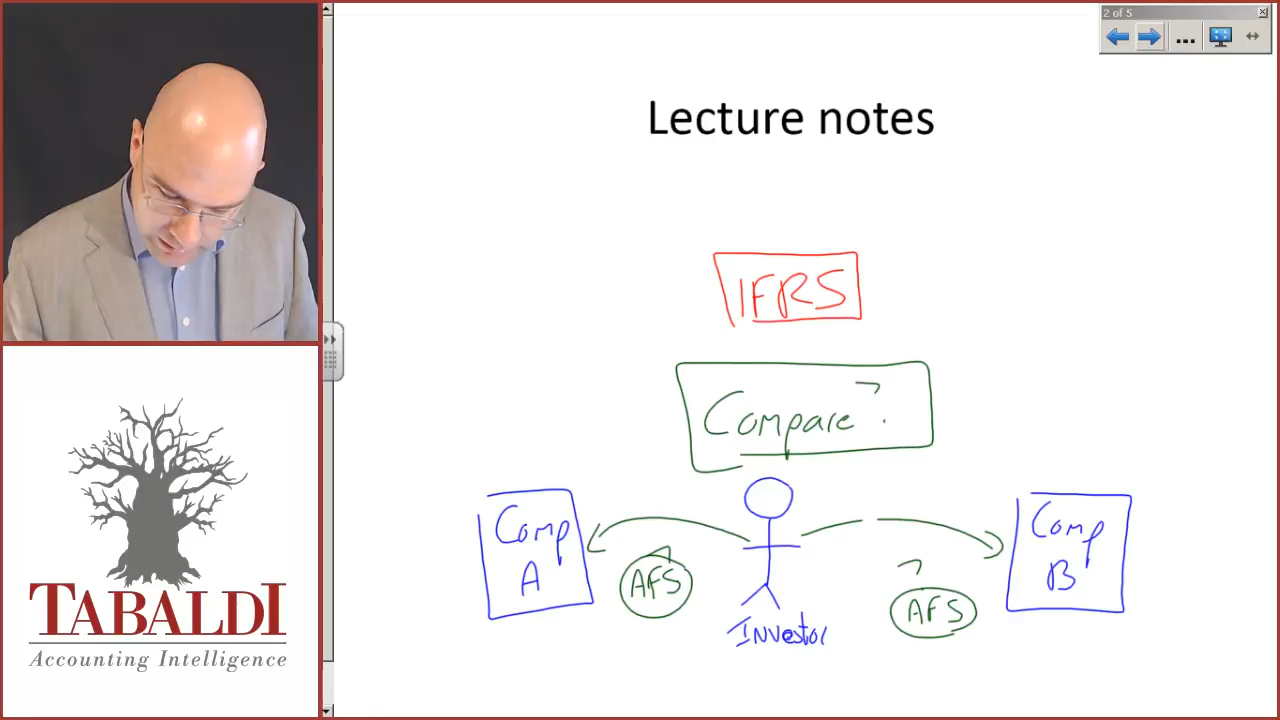 2 of 5
Lecture notes
IFRS
Compare
Comp
A
AFS
Investor
AFS
Comp
B
TABALDI
Accounting Intelligence